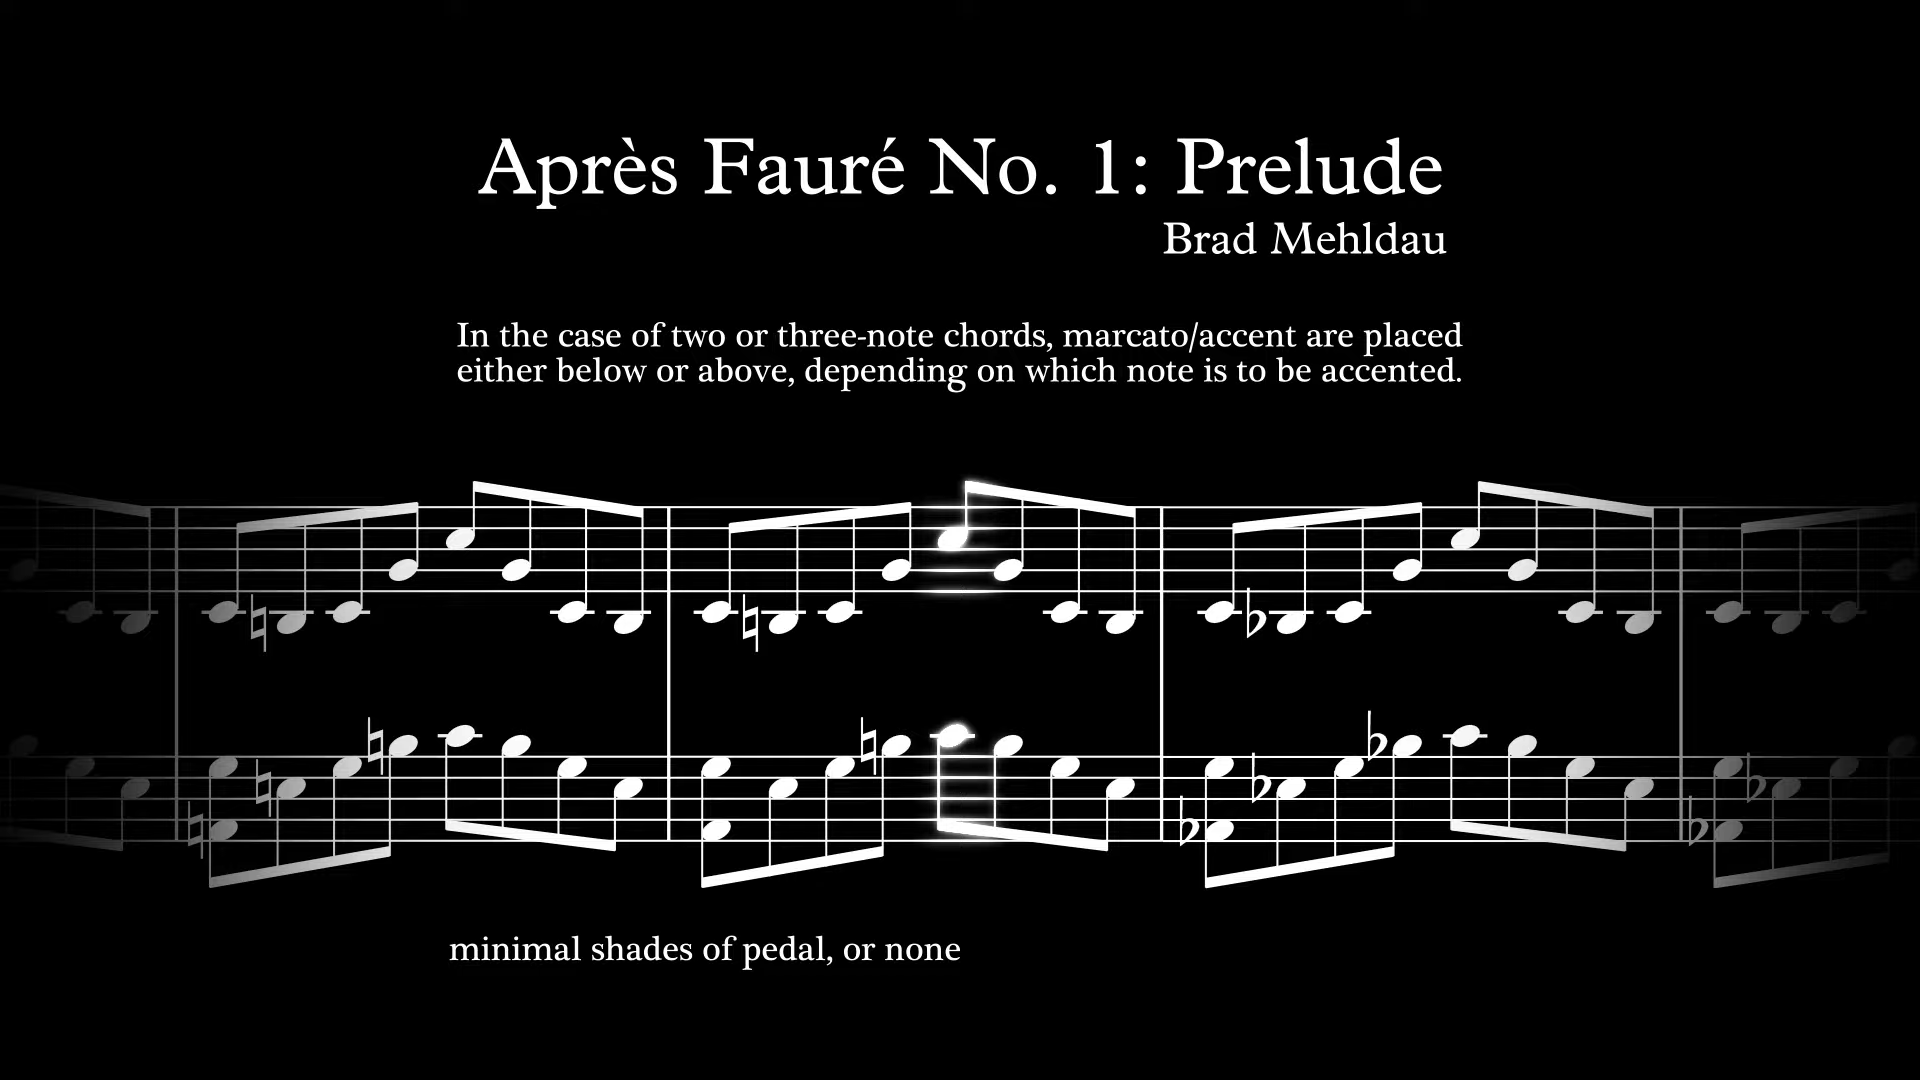 Après Fauré No. 1: Prelude
Brad Mehldau
In the case of two or three-note chords, marcato/accent are placed
either below or above, depending on which note is to be accented.
minimal shades of pedal, or none